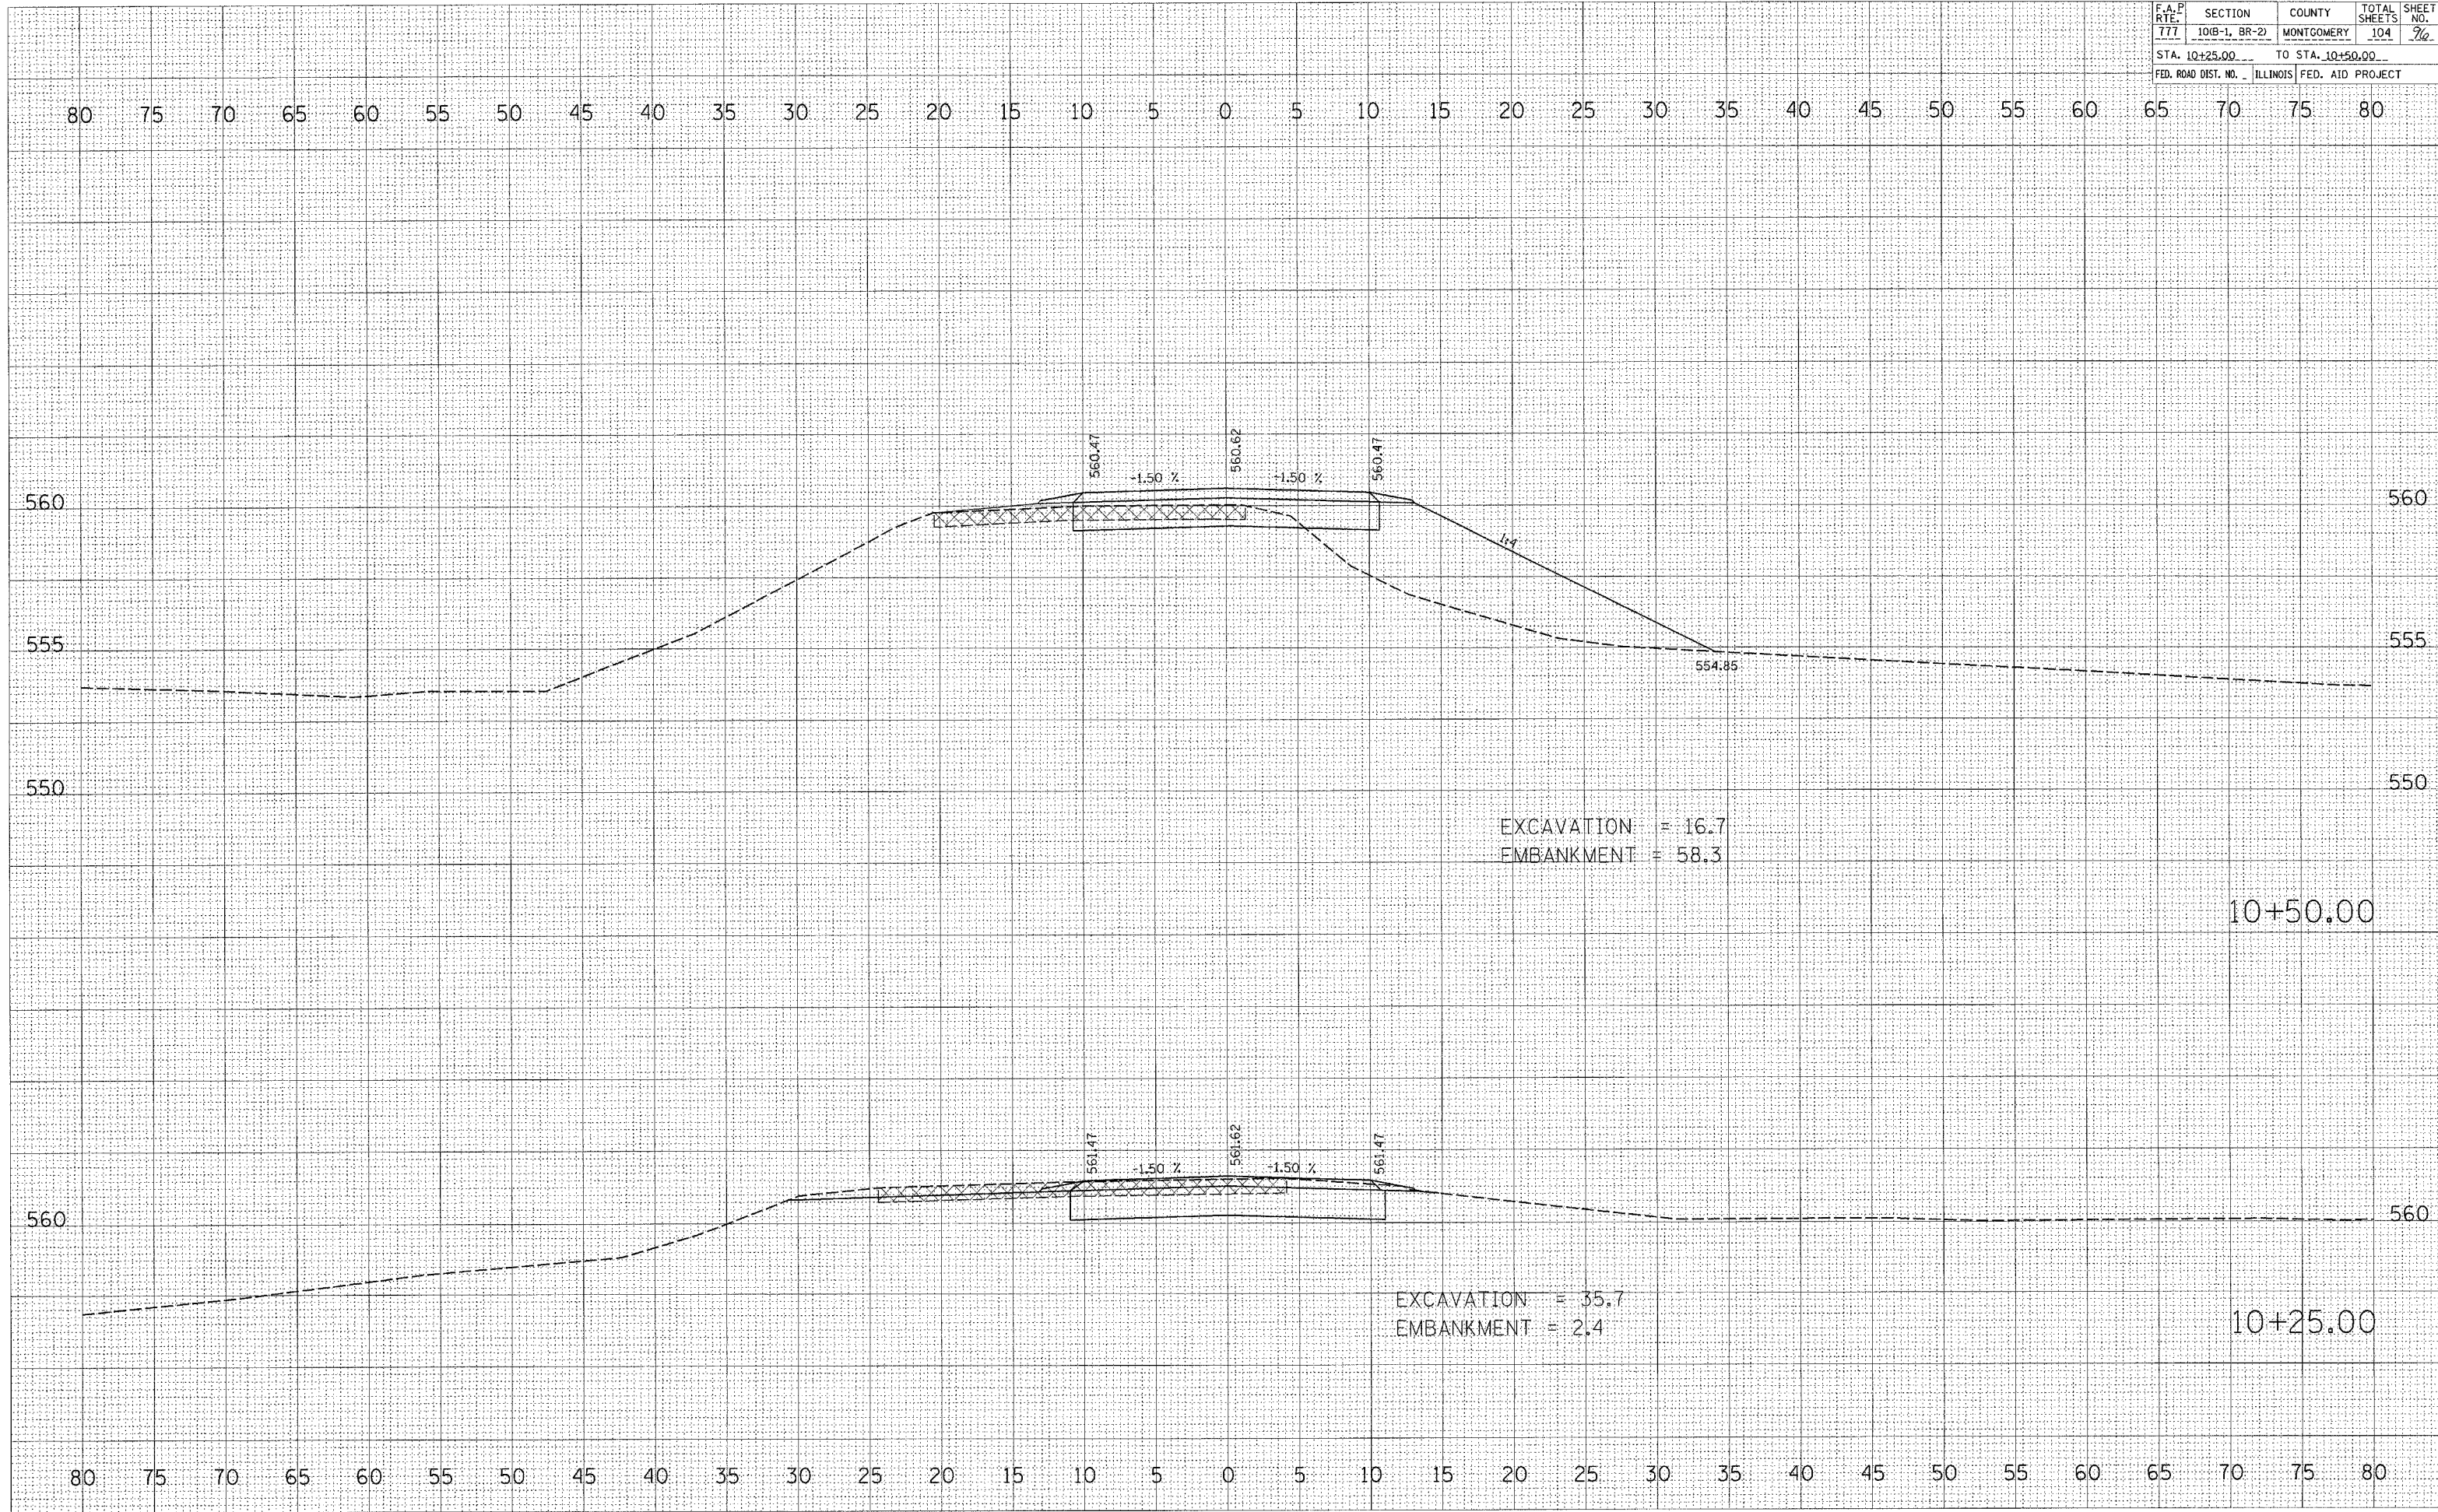 F.A.P RTE. SECTION COUNTY TOTAL SHEETS SHEET NO.
777 10(B-1, BR-2) MONTGOMERY 104 96
STA. 10+25.00 TO STA. 10+50.00
FED. ROAD DIST. NO. _ ILLINOIS FED. AID PROJECT
80 75 70 65 60 55 50 45 40 35 30 25 20 15 10 5 0 5 10 15 20 25 30 35 40 45 50 55 60 65 70 75 80
560.47 560.62 560.47
-1.50 % -1.50 %
560 560
1:4
555 555
554.85
550 550
EXCAVATION = 16.7
EMBANKMENT = 58.3
10+50.00
561.47 561.62 561.47
-1.50 % -1.50 %
560 560
EXCAVATION = 35.7
EMBANKMENT = 2.4
10+25.00
80 75 70 65 60 55 50 45 40 35 30 25 20 15 10 5 0 5 10 15 20 25 30 35 40 45 50 55 60 65 70 75 80